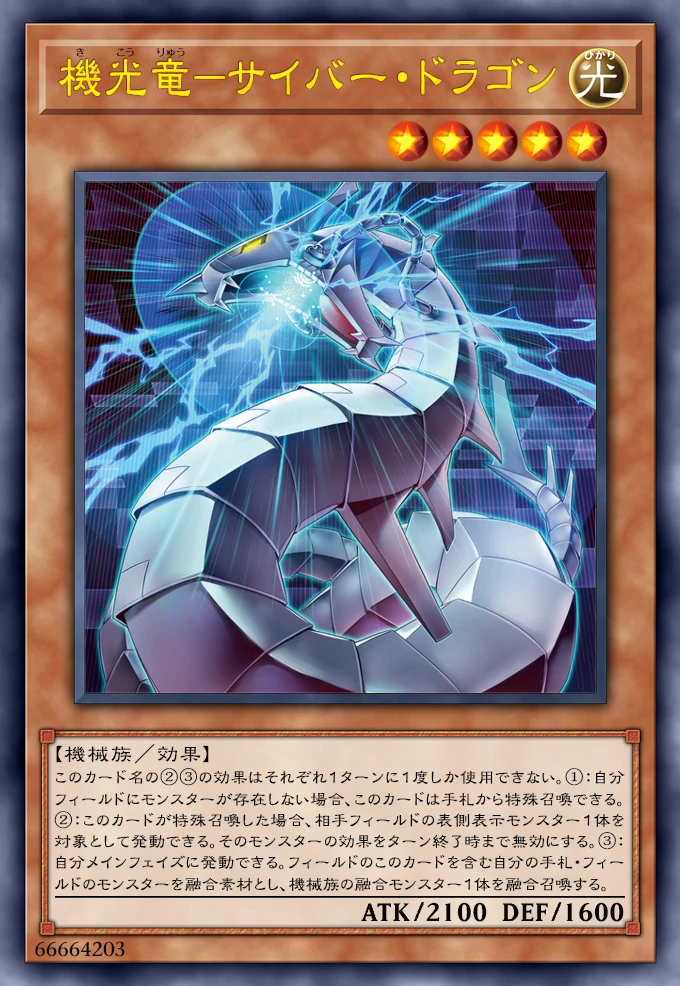 き こう りゅう
機光竜－サイバー・ドラゴン
ひかり
光
【機械族／効果】
このカード名の②③の効果はそれぞれ１ターンに１度しか使用できない。①：自分
フィールドにモンスターが存在しない場合、このカードは手札から特殊召喚できる。
②：このカードが特殊召喚した場合、相手フィールドの表側表示モンスター１体を
対象として発動できる。そのモンスターの効果をターン終了時まで無効にする。③：
自分メインフェイズに発動できる。フィールドのこのカードを含む自分の手札・フィー
ルドのモンスターを融合素材とし、機械族の融合モンスター１体を融合召喚する。
ATK/2100 DEF/1600
66664203